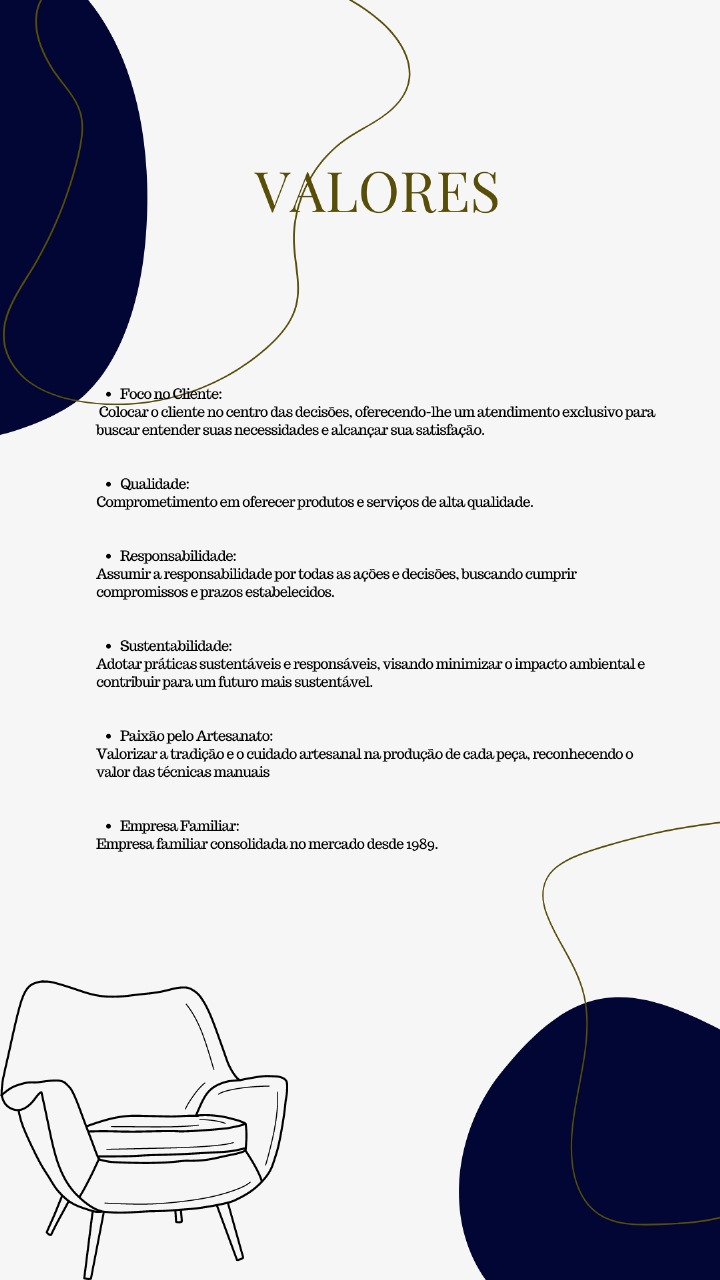 VALORES
• Foco no Cliente:
Colocar o cliente no centro das decisões, oferecendo-lhe um atendimento exclusivo para
buscar entender suas necessidades e alcançar sua satisfação.
• Qualidade:
Comprometimento em oferecer produtos e serviços de alta qualidade.
• Responsabilidade:
Assumir a responsabilidade por todas as ações e decisões, buscando cumprir
compromissos e prazos estabelecidos.
• Sustentabilidade:
Adotar práticas sustentáveis e responsáveis, visando minimizar o impacto ambiental e
contribuir para um futuro mais sustentável.
• Paixão pelo Artesanato:
Valorizar a tradição e o cuidado artesanal na produção de cada peça, reconhecendo o
valor das técnicas manuais
• Empresa Familiar:
Empresa familiar consolidada no mercado desde 1989.